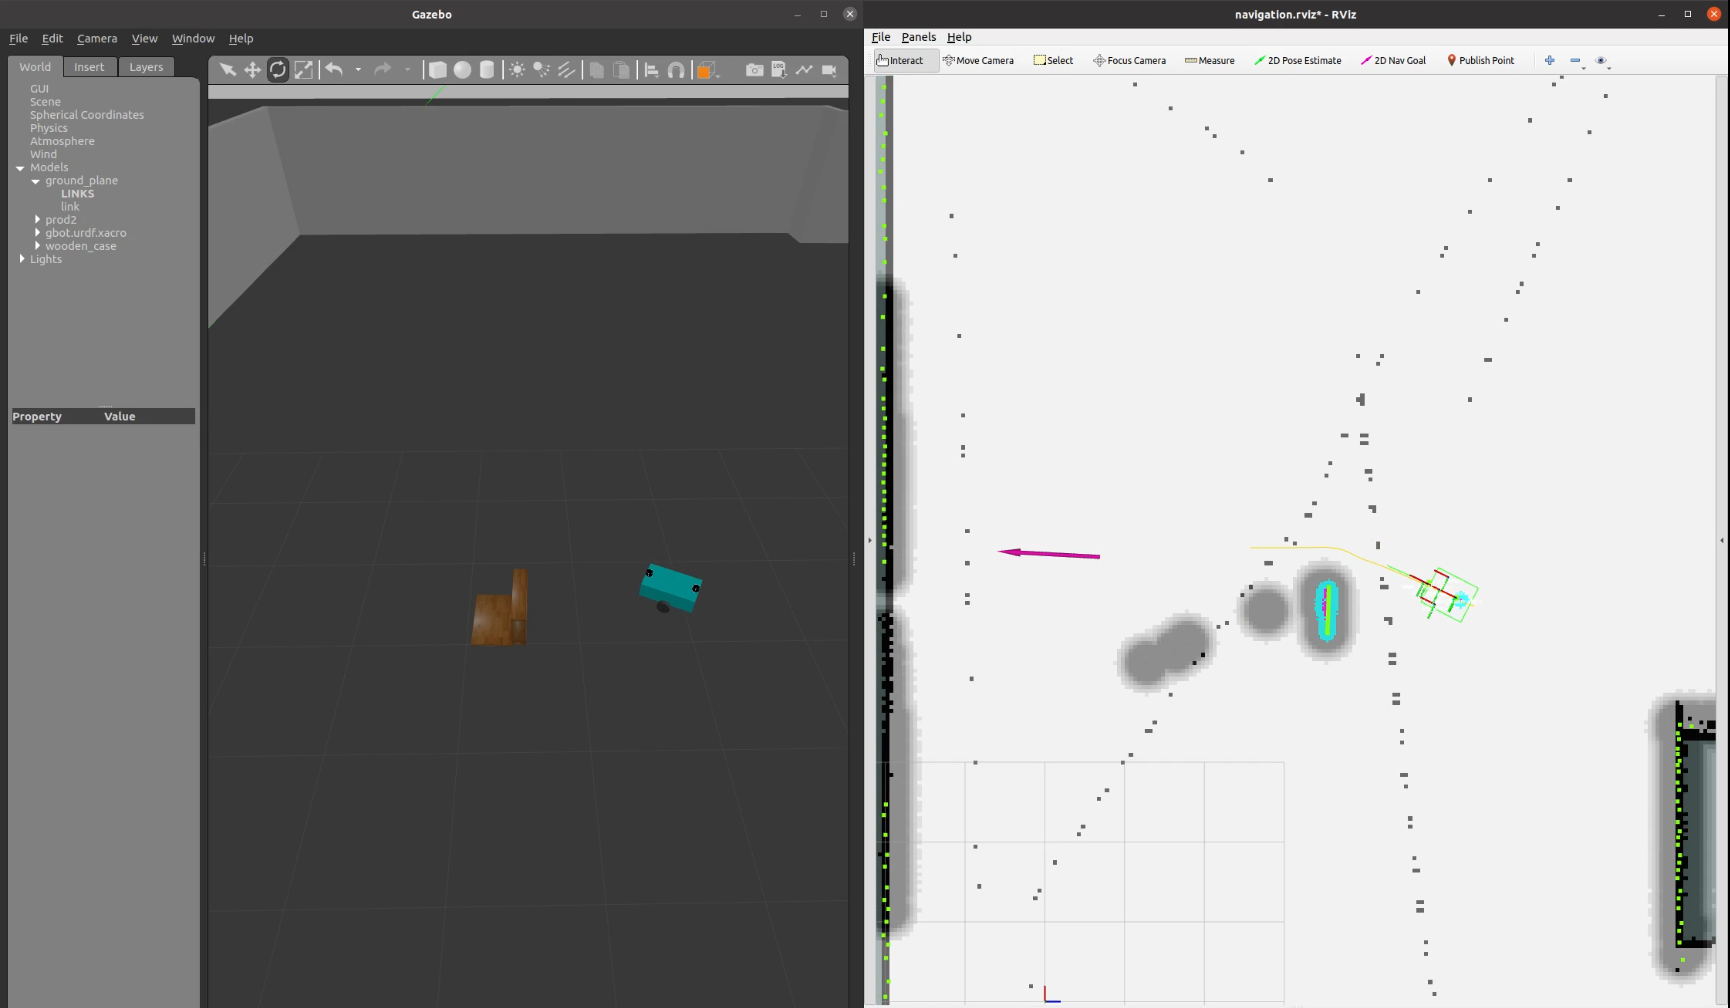 Gazebo
File Edit Camera View Window Help
World Insert Layers
GUI
Scene
Spherical Coordinates
Physics
Atmosphere
Wind
Models
ground_plane
LINKS
link
prod2
gbot.urdf.xacro
wooden_case
Lights
Property Value
LOG
navigation.rviz* - RViz
File Panels Help
Interact Move Camera Select Focus Camera Measure 2D Pose Estimate 2D Nav Goal Publish Point